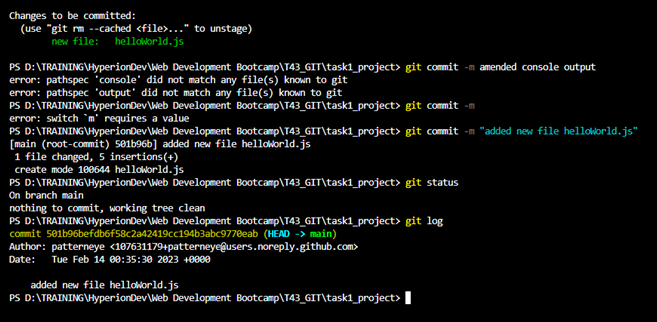 Changes to be committed:
  (use "git rm --cached <file>..." to unstage)
        new file:   helloWorld.js

PS D:\TRAINING\HyperionDev\Web Development Bootcamp\T43_GIT\task1_project> git commit -m amended console output
error: pathspec 'console' did not match any file(s) known to git
error: pathspec 'output' did not match any file(s) known to git
PS D:\TRAINING\HyperionDev\Web Development Bootcamp\T43_GIT\task1_project> git commit -m
error: switch `m' requires a value
PS D:\TRAINING\HyperionDev\Web Development Bootcamp\T43_GIT\task1_project> git commit -m "added new file helloWorld.js"
[main (root-commit) 501b96b] added new file helloWorld.js
 1 file changed, 5 insertions(+)
 create mode 100644 helloWorld.js
PS D:\TRAINING\HyperionDev\Web Development Bootcamp\T43_GIT\task1_project> git status
On branch main
nothing to commit, working tree clean
PS D:\TRAINING\HyperionDev\Web Development Bootcamp\T43_GIT\task1_project> git log
commit 501b96befdb6f58c2a42419cc194b3abc9770eab (HEAD -> main)
Author: patterneye <107631179+patterneye@users.noreply.github.com>
Date:   Tue Feb 14 00:35:30 2023 +0000

    added new file helloWorld.js
PS D:\TRAINING\HyperionDev\Web Development Bootcamp\T43_GIT\task1_project>